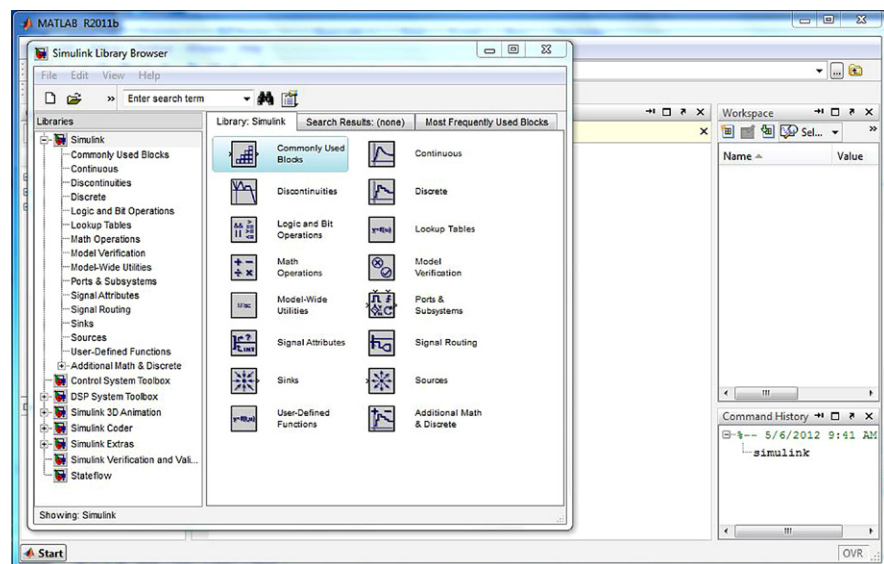 MATLAB R2011b
Simulink Library Browser
File Edit View Help
» Enter search term
Libraries
Library: Simulink Search Results: (none) Most Frequently Used Blocks
Simulink
Commonly Used Blocks
Continuous
Discontinuities
Discrete
Logic and Bit Operations
Lookup Tables
Math Operations
Model Verification
Model-Wide Utilities
Ports & Subsystems
Signal Attributes
Signal Routing
Sinks
Sources
User-Defined Functions
Additional Math & Discrete
Control System Toolbox
DSP System Toolbox
Simulink 3D Animation
Simulink Coder
Simulink Extras
Simulink Verification and Vali...
Stateflow
Commonly Used
Blocks
Continuous
Discontinuities
Discrete
Logic and Bit
Operations
Lookup Tables
Math
Operations
Model
Verification
Model-Wide
Utilities
Ports &
Subsystems
Signal Attributes
Signal Routing
Sinks
Sources
User-Defined
Functions
Additional Math
& Discrete
Showing: Simulink
Workspace
Sel... »
Name Value
Command History
%-- 5/6/2012 9:41 AM
simulink
Start
OVR